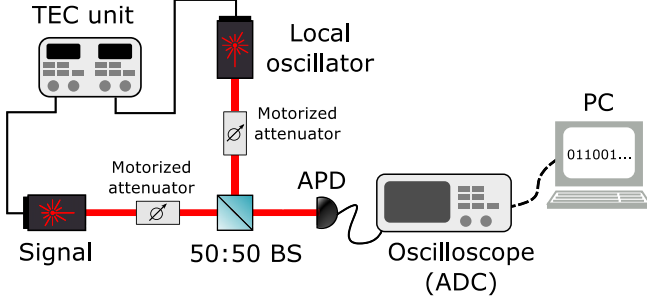 TEC unit
Local
oscillator
Motorized
attenuator
PC
011001...
Motorized
attenuator
APD
Signal
50:50 BS
Oscilloscope
(ADC)